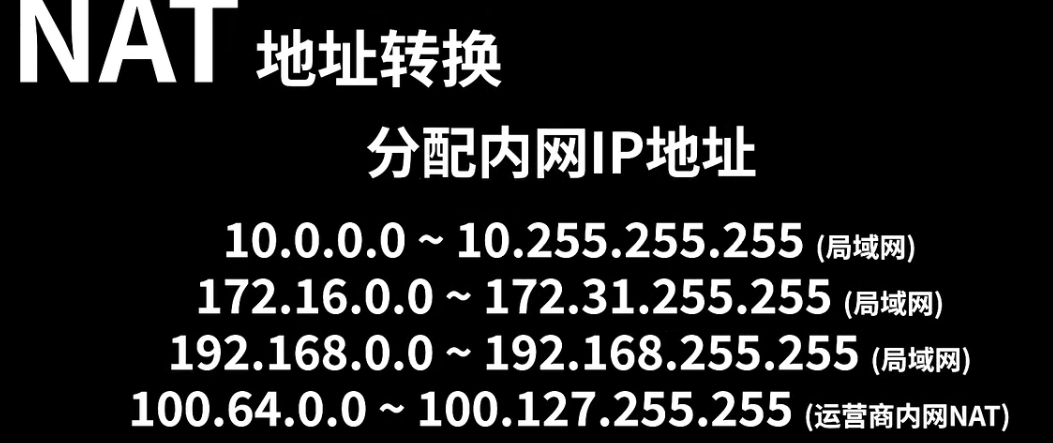 NAT 地址转换
分配内网IP地址
10.0.0.0 ~ 10.255.255.255 (局域网)
172.16.0.0 ~ 172.31.255.255 (局域网)
192.168.0.0 ~ 192.168.255.255 (局域网)
100.64.0.0 ~ 100.127.255.255 (运营商内网NAT)